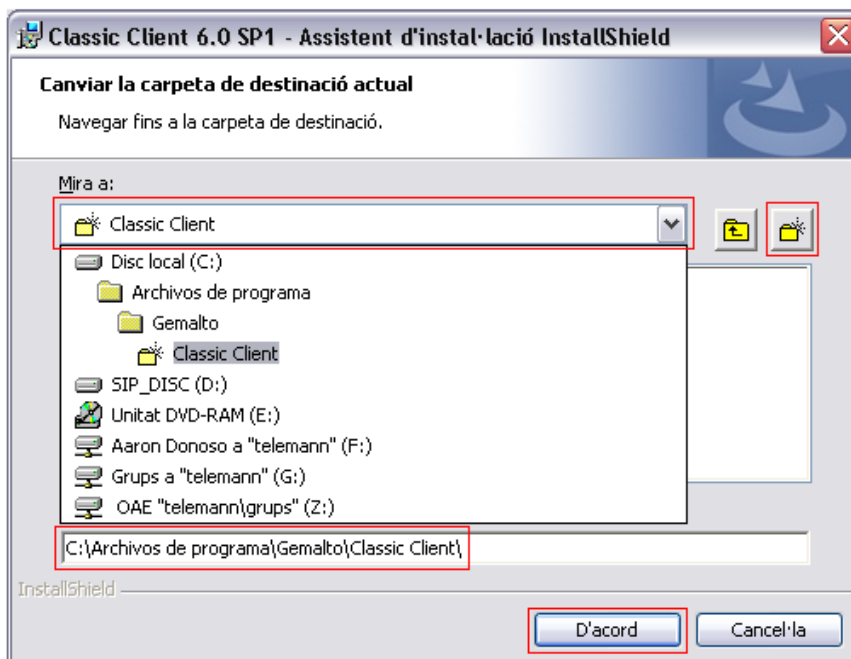 Classic Client 6.0 SP1 - Assistent d'instal·lació InstallShield
Canviar la carpeta de destinació actual
Navegar fins a la carpeta de destinació.
Mira a:
Classic Client
Disc local (C:)
Archivos de programa
Gemalto
Classic Client
SIP_DISC (D:)
Unitat DVD-RAM (E:)
Aaron Donoso a "telemann" (F:)
Grups a "telemann" (G:)
OAE "telemann\grups" (Z:)
C:\Archivos de programa\Gemalto\Classic Client\
InstallShield
D'acord
Cancel·la